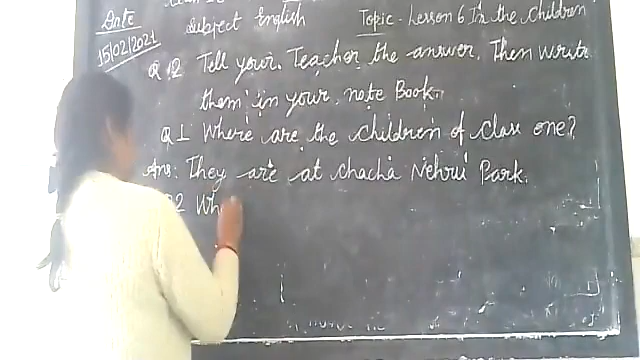 Date
15/02/2021
Subject English
Topic - Lesson 6 In the Children
Q 12 Tell your Teacher the answer. Then write
them in your note Book.
Q 1 Where are the children of class one?
Ans: They are at chacha Nehru Park.
Q2 Wh